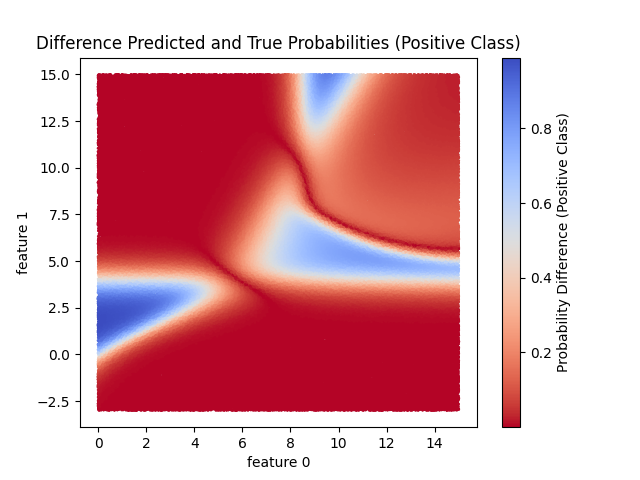 Difference Predicted and True Probabilities (Positive Class)
15.0
12.5
10.0
7.5
5.0
2.5
0.0
−2.5
feature 1
0 2 4 6 8 10 12 14
feature 0
0.8
0.6
0.4
0.2
Probability Difference (Positive Class)